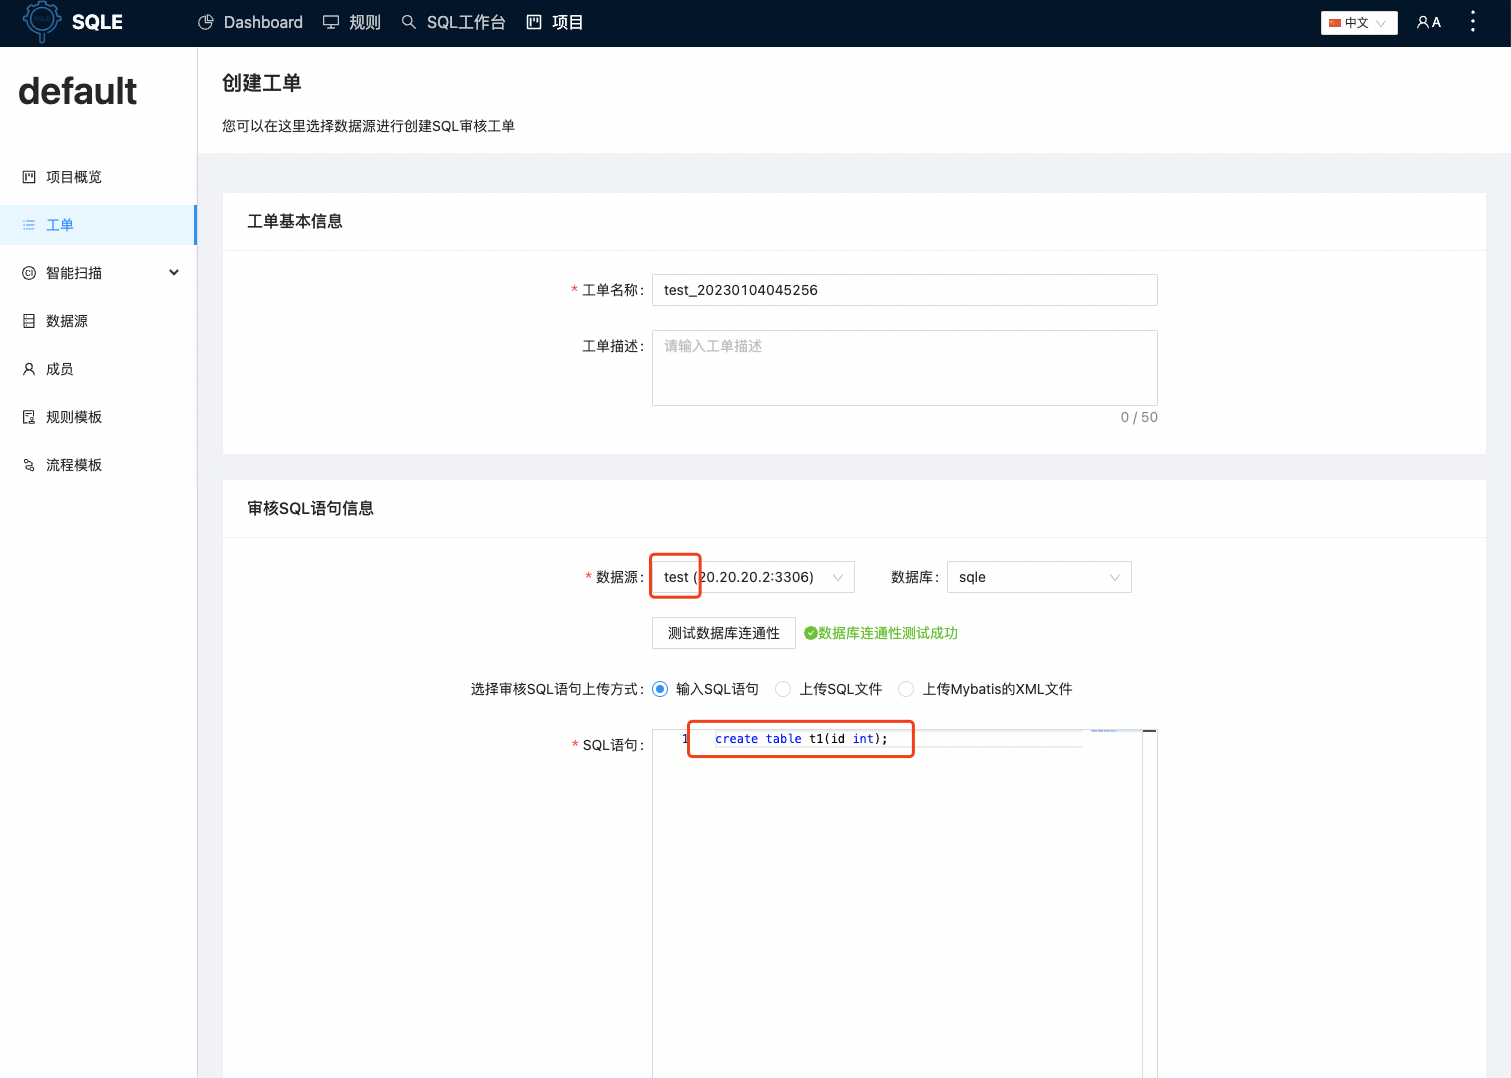 SQLE
Dashboard
规则
SQL工作台
项目
中文
A
default
项目概览
工单
智能扫描
数据源
成员
规则模板
流程模板
创建工单
您可以在这里选择数据源进行创建SQL审核工单
工单基本信息
* 工单名称: test_20230104045256
工单描述: 请输入工单描述
0 / 50
审核SQL语句信息
* 数据源: test (20.20.20.2:3306) 数据库: sqle
测试数据库连通性 数据库连通性测试成功
选择审核SQL语句上传方式: 输入SQL语句 上传SQL文件 上传Mybatis的XML文件
* SQL语句: 1 create table t1(id int);